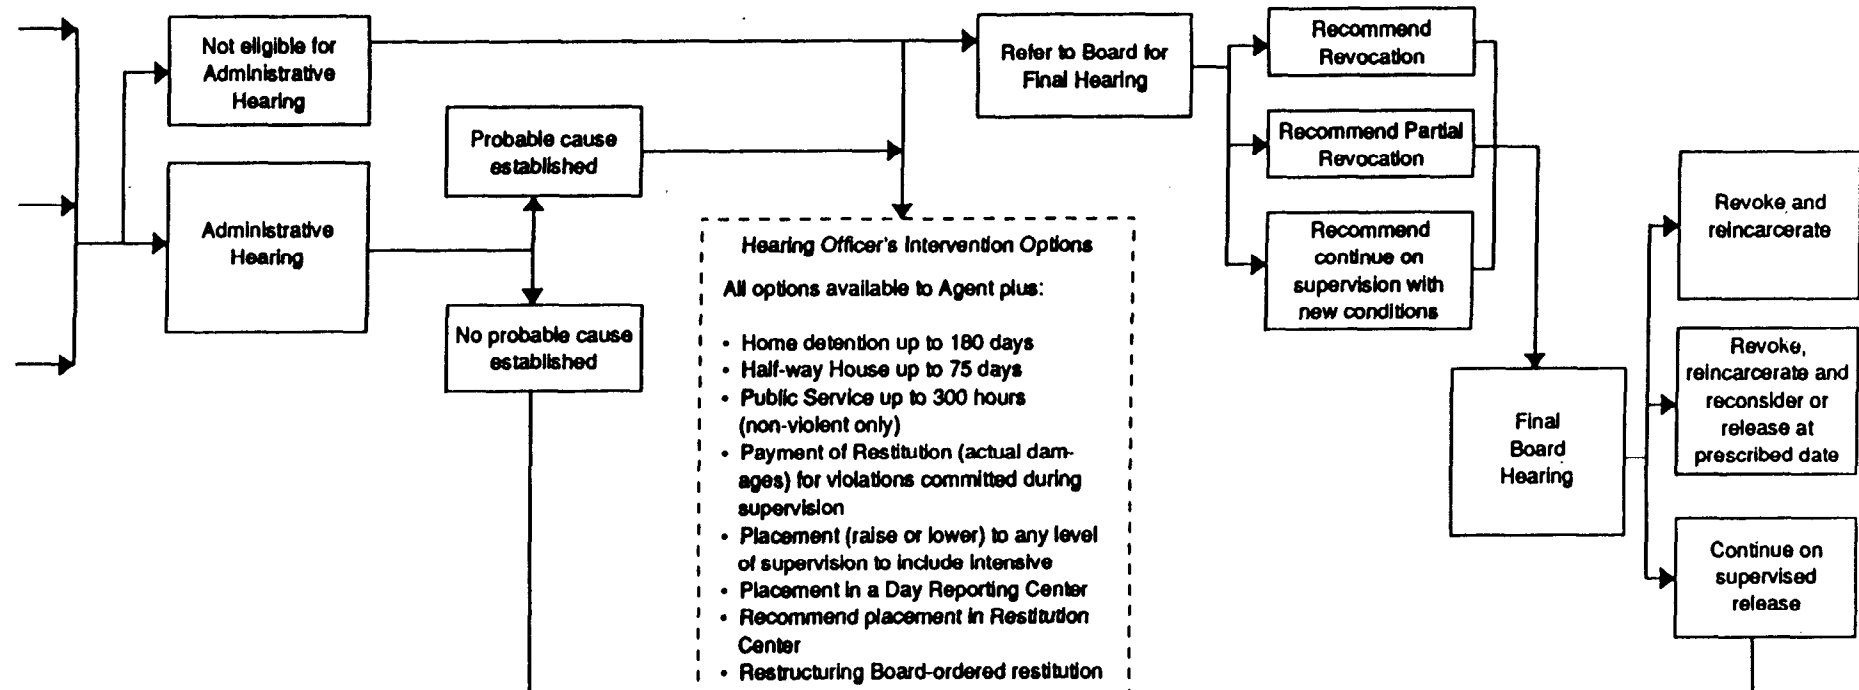 Not eligible for
Administrative
Hearing
Administrative
Hearing
Probable cause
established
No probable cause
established
Hearing Officer's Intervention Options
All options available to Agent plus:
• Home detention up to 180 days
• Half-way House up to 75 days
• Public Service up to 300 hours
(non-violent only)
• Payment of Restitution (actual dam-
ages) for violations committed during
supervision
• Placement (raise or lower) to any level
of supervision to include intensive
• Placement in a Day Reporting Center
• Recommend placement in Restitution
Center
• Restructuring Board-ordered restitution
Refer to Board for
Final Hearing
Recommend
Revocation
Recommend Partial
Revocation
Recommend
continue on
supervision with
new conditions
Final
Board
Hearing
Revoke and
reincarcerate
Revoke,
reincarcerate and
reconsider or
release at
prescribed date
Continue on
supervised
release